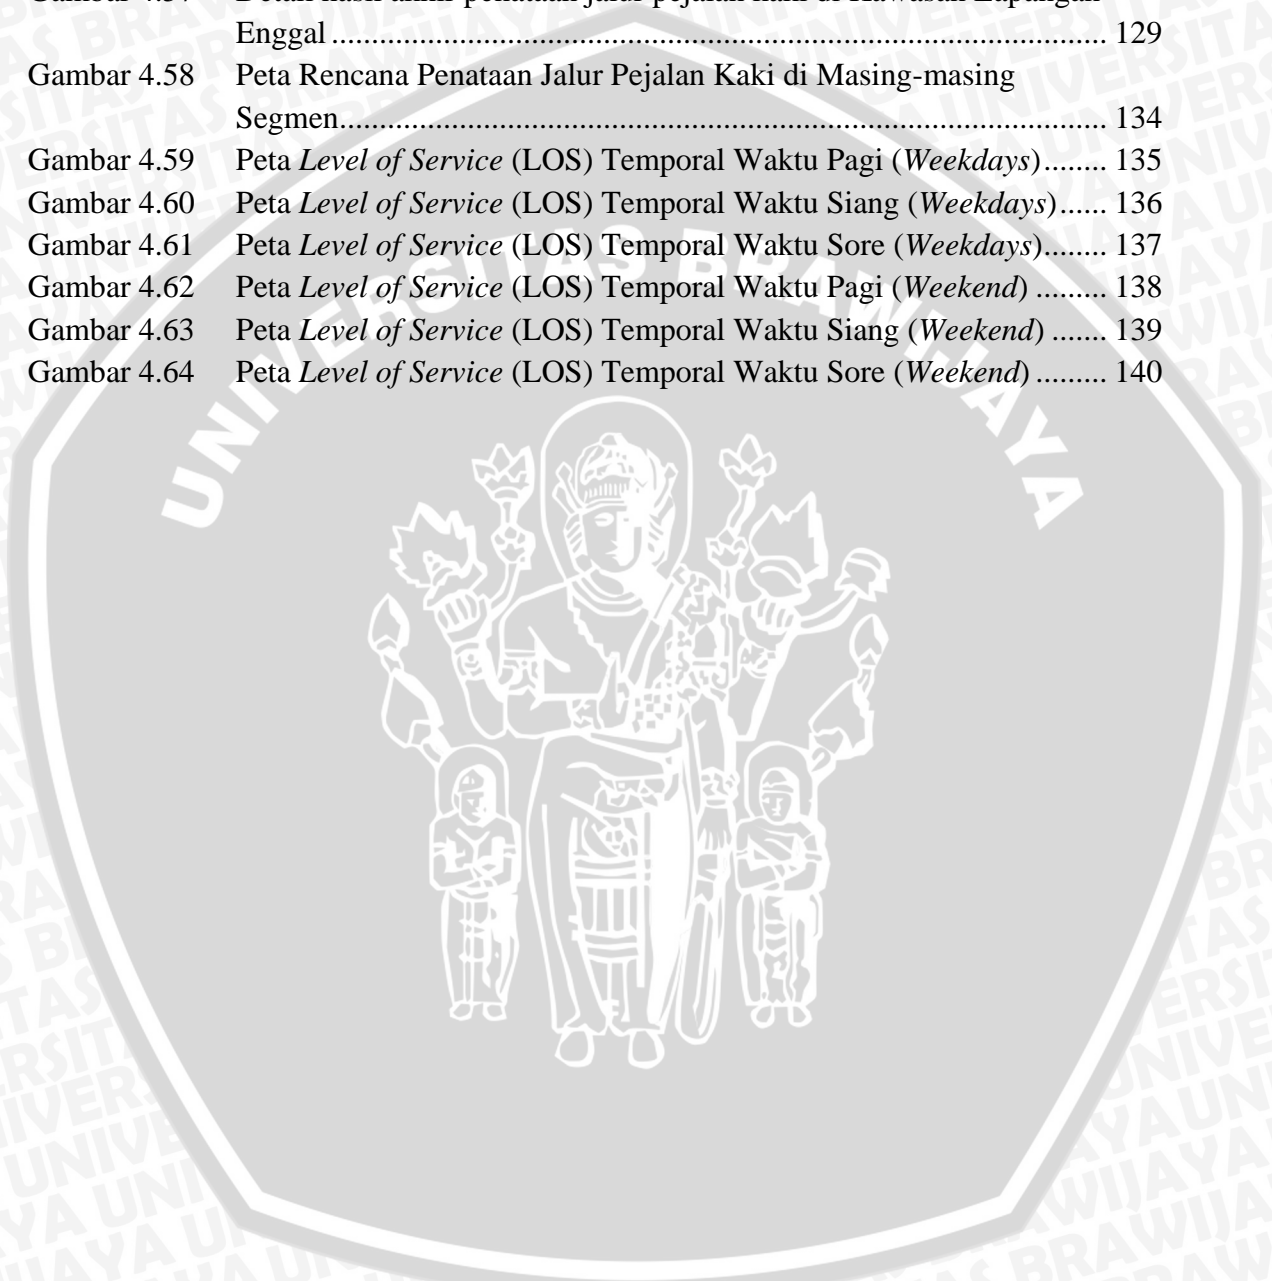 Enggal ................................................................................................ 129
Gambar 4.58 Peta Rencana Penataan Jalur Pejalan Kaki di Masing-masing
Segmen............................................................................................... 134
Gambar 4.59 Peta Level of Service (LOS) Temporal Waktu Pagi (Weekdays)........ 135
Gambar 4.60 Peta Level of Service (LOS) Temporal Waktu Siang (Weekdays)...... 136
Gambar 4.61 Peta Level of Service (LOS) Temporal Waktu Sore (Weekdays)........ 137
Gambar 4.62 Peta Level of Service (LOS) Temporal Waktu Pagi (Weekend) ......... 138
Gambar 4.63 Peta Level of Service (LOS) Temporal Waktu Siang (Weekend) ....... 139
Gambar 4.64 Peta Level of Service (LOS) Temporal Waktu Sore (Weekend) ......... 140
UNIVERSITAS BRAWIJAYA